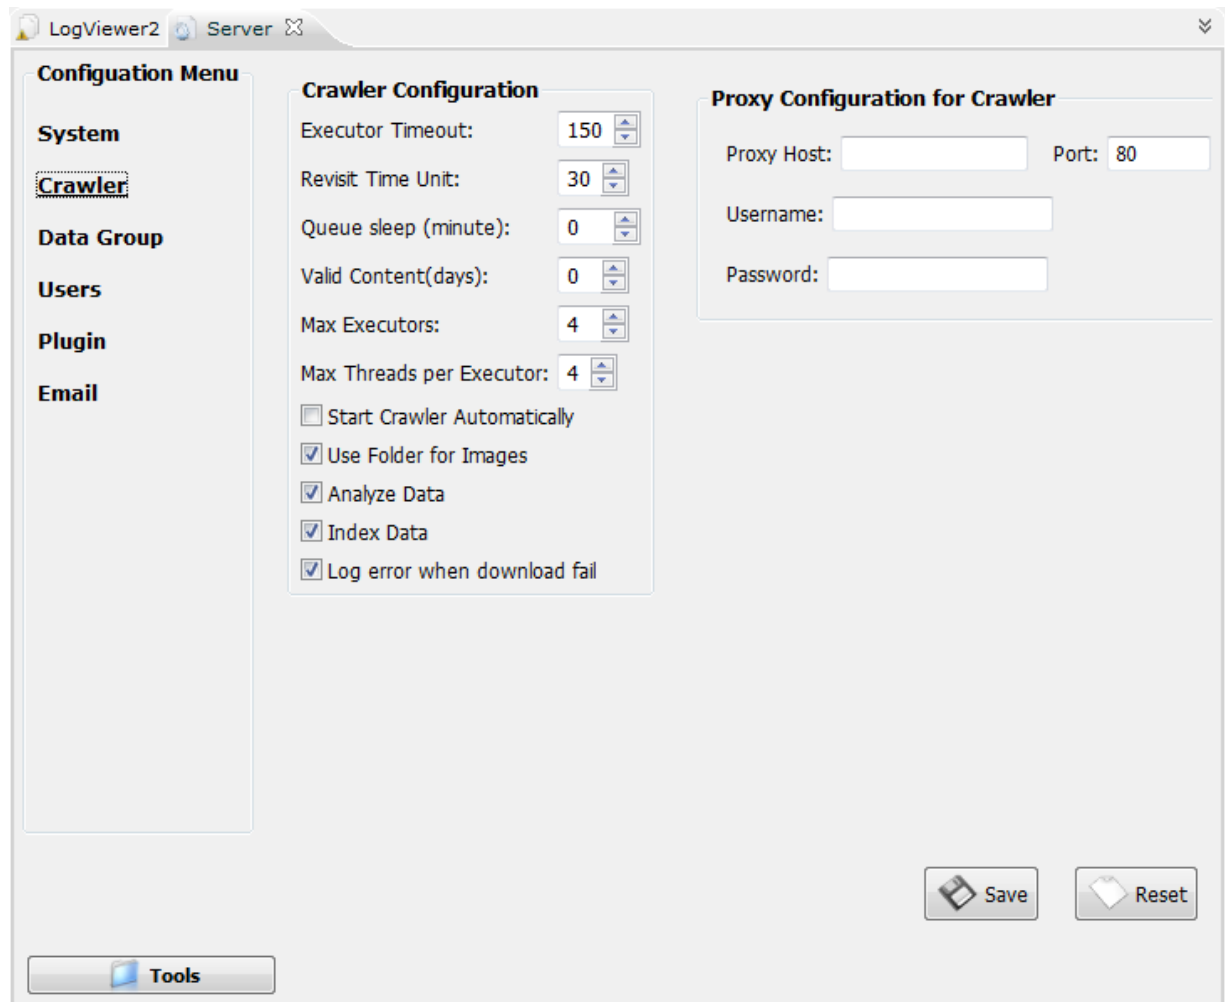 LogViewer2 Server
Configuation Menu
System
Crawler
Data Group
Users
Plugin
Email
Crawler Configuration
Executor Timeout: 150
Revisit Time Unit: 30
Queue sleep (minute): 0
Valid Content(days): 0
Max Executors: 4
Max Threads per Executor: 4
Start Crawler Automatically
Use Folder for Images
Analyze Data
Index Data
Log error when download fail
Proxy Configuration for Crawler
Proxy Host: Port: 80
Username:
Password:
Save Reset
Tools